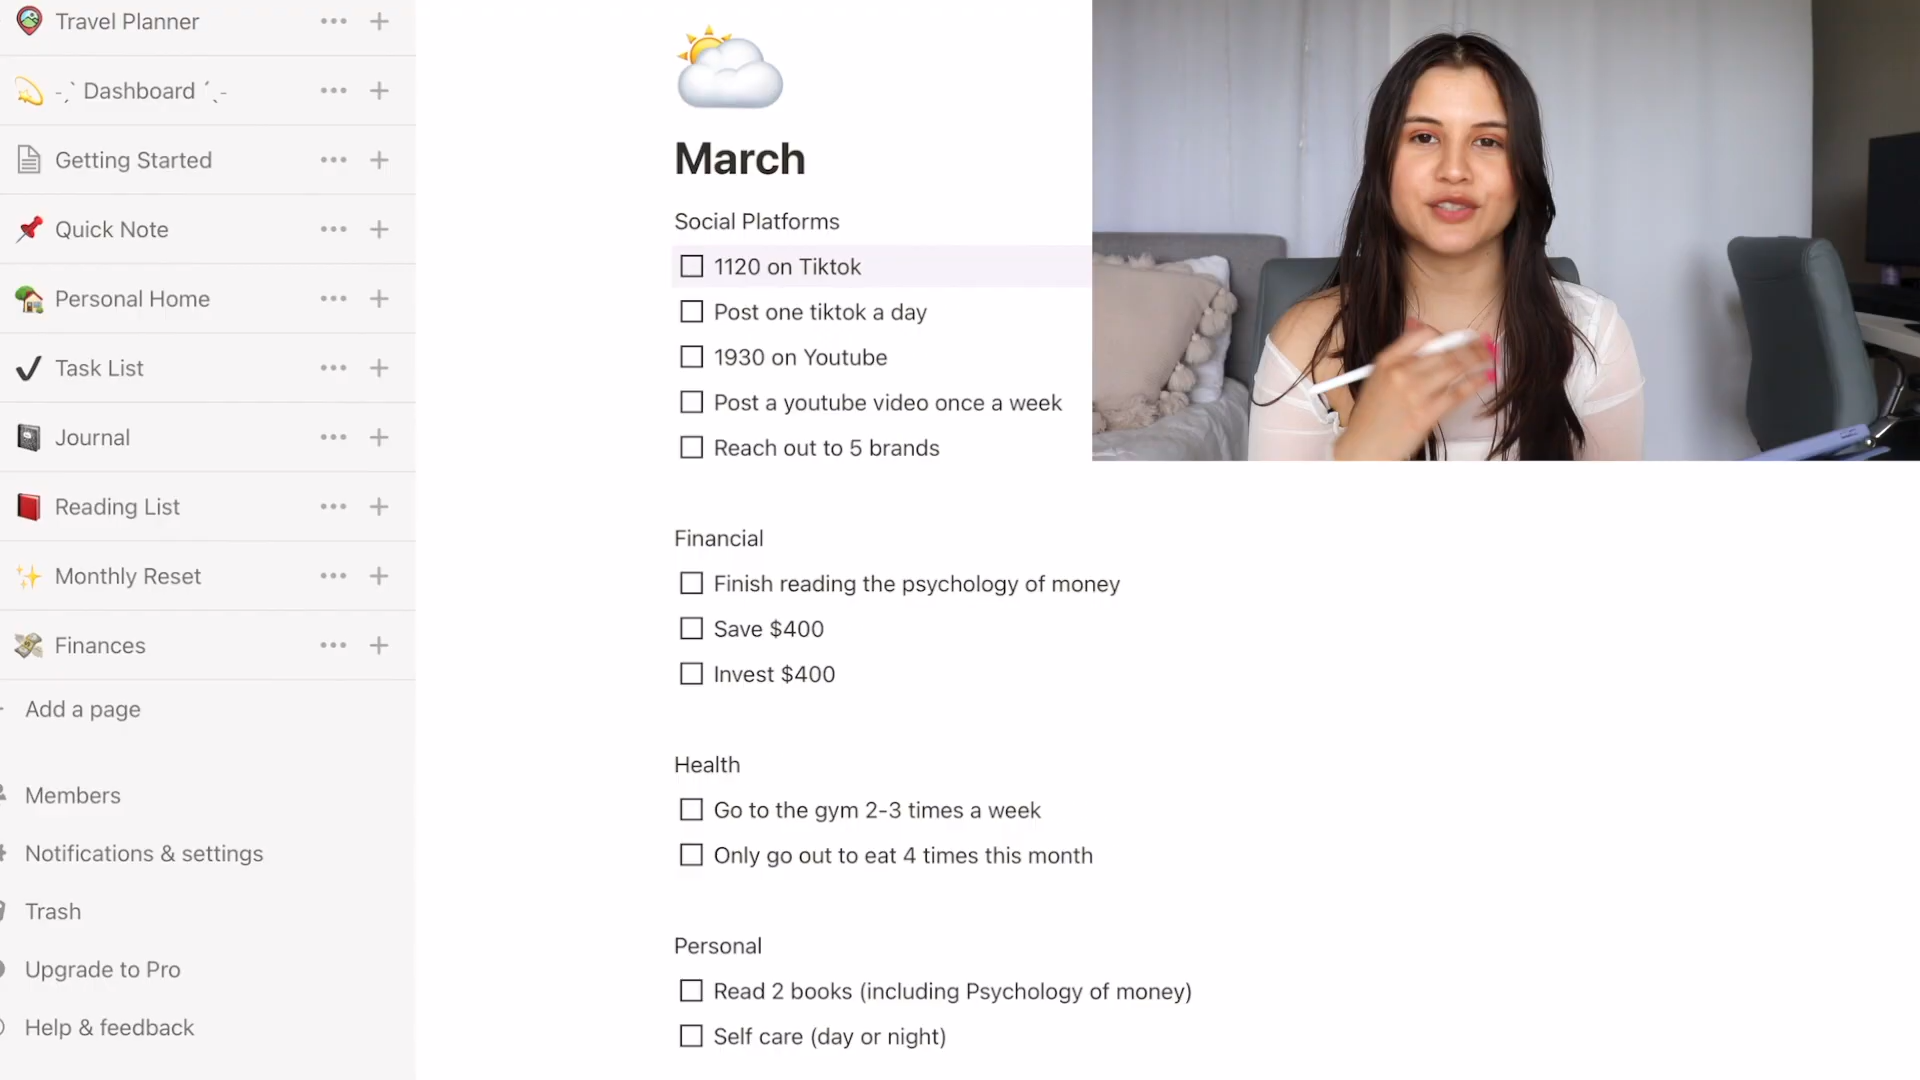 Travel Planner
-ˏˋ Dashboard ˊˎ-
Getting Started
Quick Note
Personal Home
Task List
Journal
Reading List
Monthly Reset
Finances
Add a page
Members
Notifications & settings
Trash
Upgrade to Pro
Help & feedback
March
Social Platforms
1120 on Tiktok
Post one tiktok a day
1930 on Youtube
Post a youtube video once a week
Reach out to 5 brands
Financial
Finish reading the psychology of money
Save $400
Invest $400
Health
Go to the gym 2-3 times a week
Only go out to eat 4 times this month
Personal
Read 2 books (including Psychology of money)
Self care (day or night)